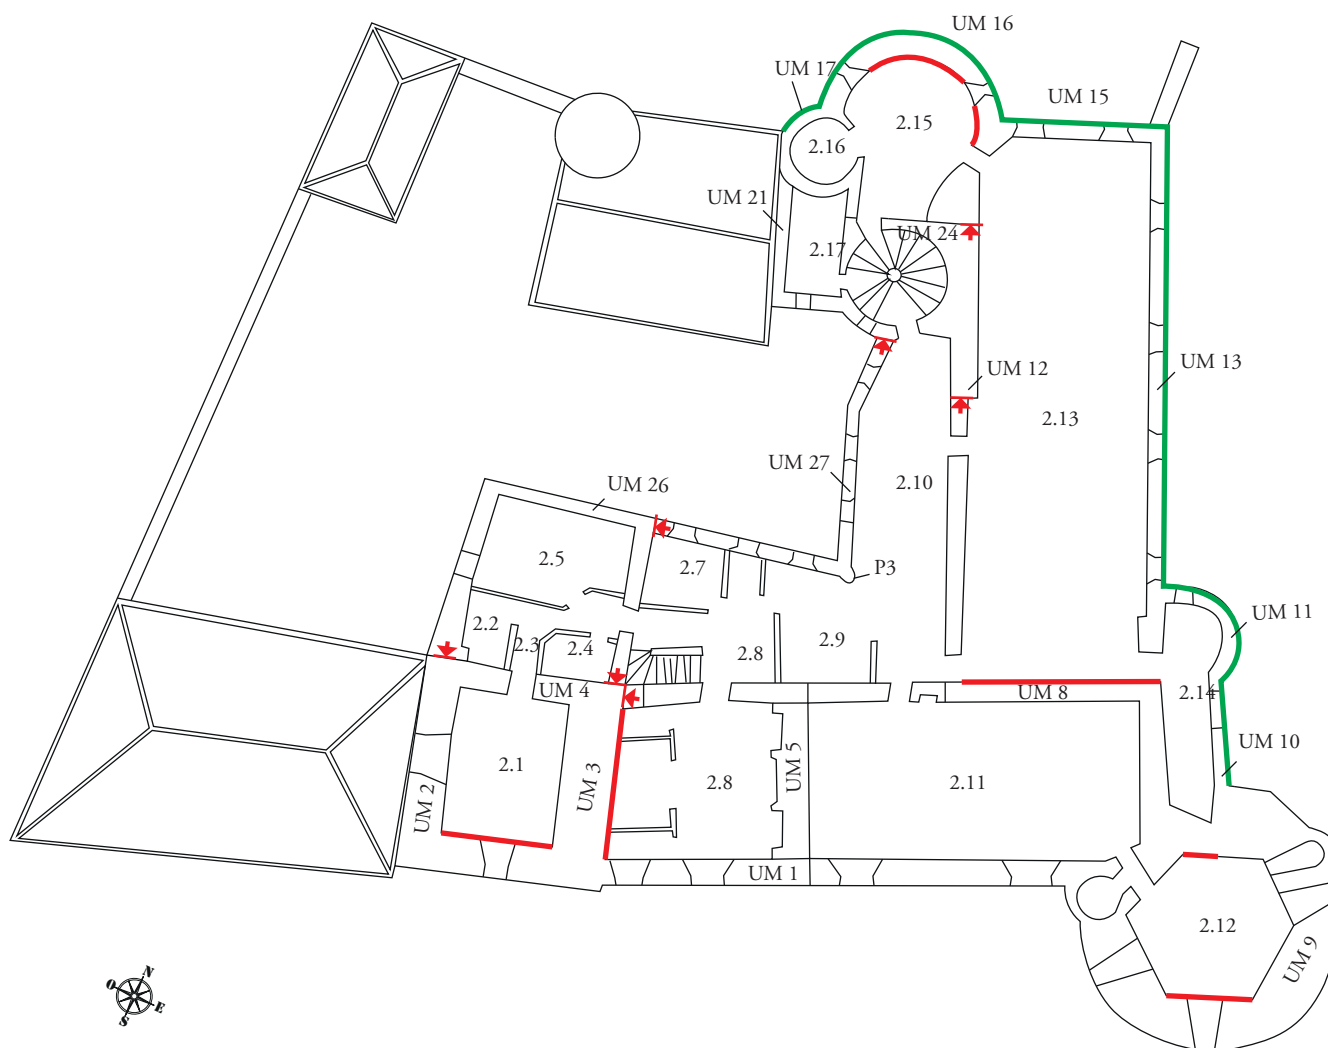 UM 16
UM 17
UM 15
2.15
2.16
UM 21
UM 24
2.17
UM 13
UM 12
2.13
UM 27
2.10
UM 26
2.5
2.7
P3
UM 11
2.2
2.3
2.4
2.8
2.9
UM 4
UM 8
2.14
UM 10
2.1
UM 3
UM 5
2.8
2.11
UM 2
UM 1
2.12
UM 9
N
O
E
S